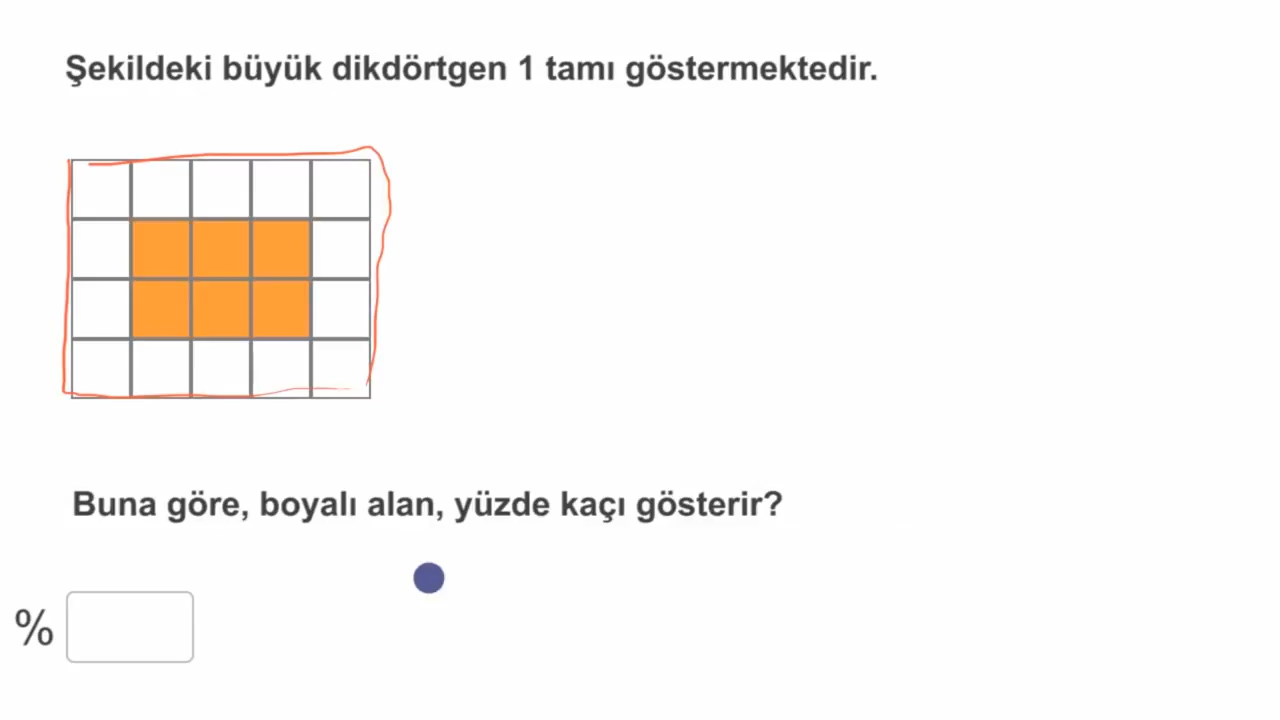 Şekildeki büyük dikdörtgen 1 tamı göstermektedir.
Buna göre, boyalı alan, yüzde kaçı gösterir?
%